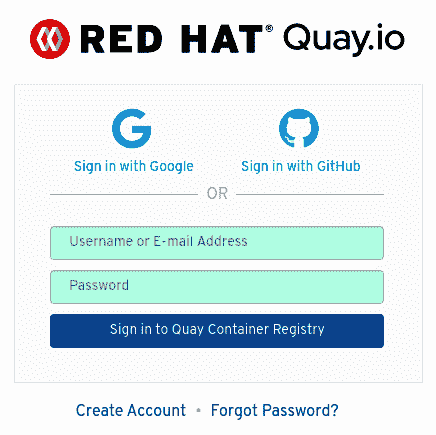 RED HAT® Quay.io
Sign in with Google Sign in with GitHub
OR
Username or E-mail Address
Password
Sign in to Quay Container Registry
Create Account • Forgot Password?